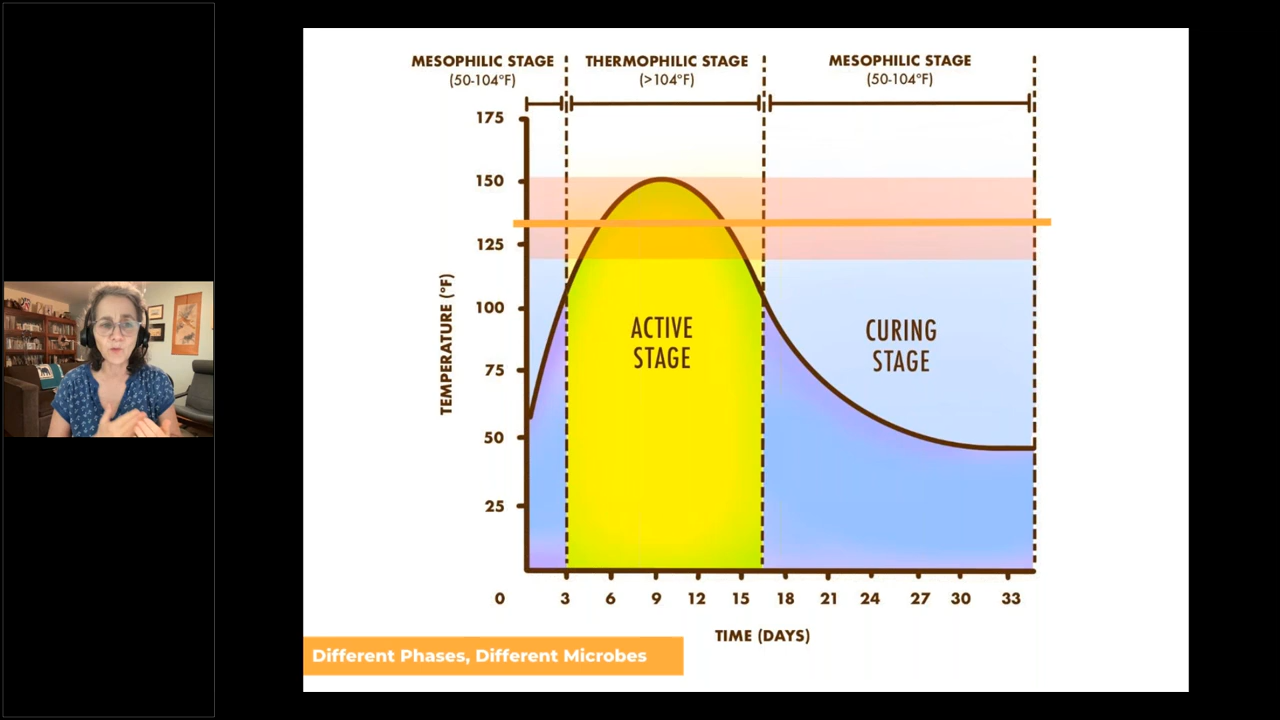 MESOPHILIC STAGE
(50-104°F)
THERMOPHILIC STAGE
(>104°F)
MESOPHILIC STAGE
(50-104°F)
175
150
125
100
75
50
25
TEMPERATURE (°F)
ACTIVE
STAGE
CURING
STAGE
0 3 6 9 12 15 18 21 24 27 30 33
TIME (DAYS)
Different Phases, Different Microbes